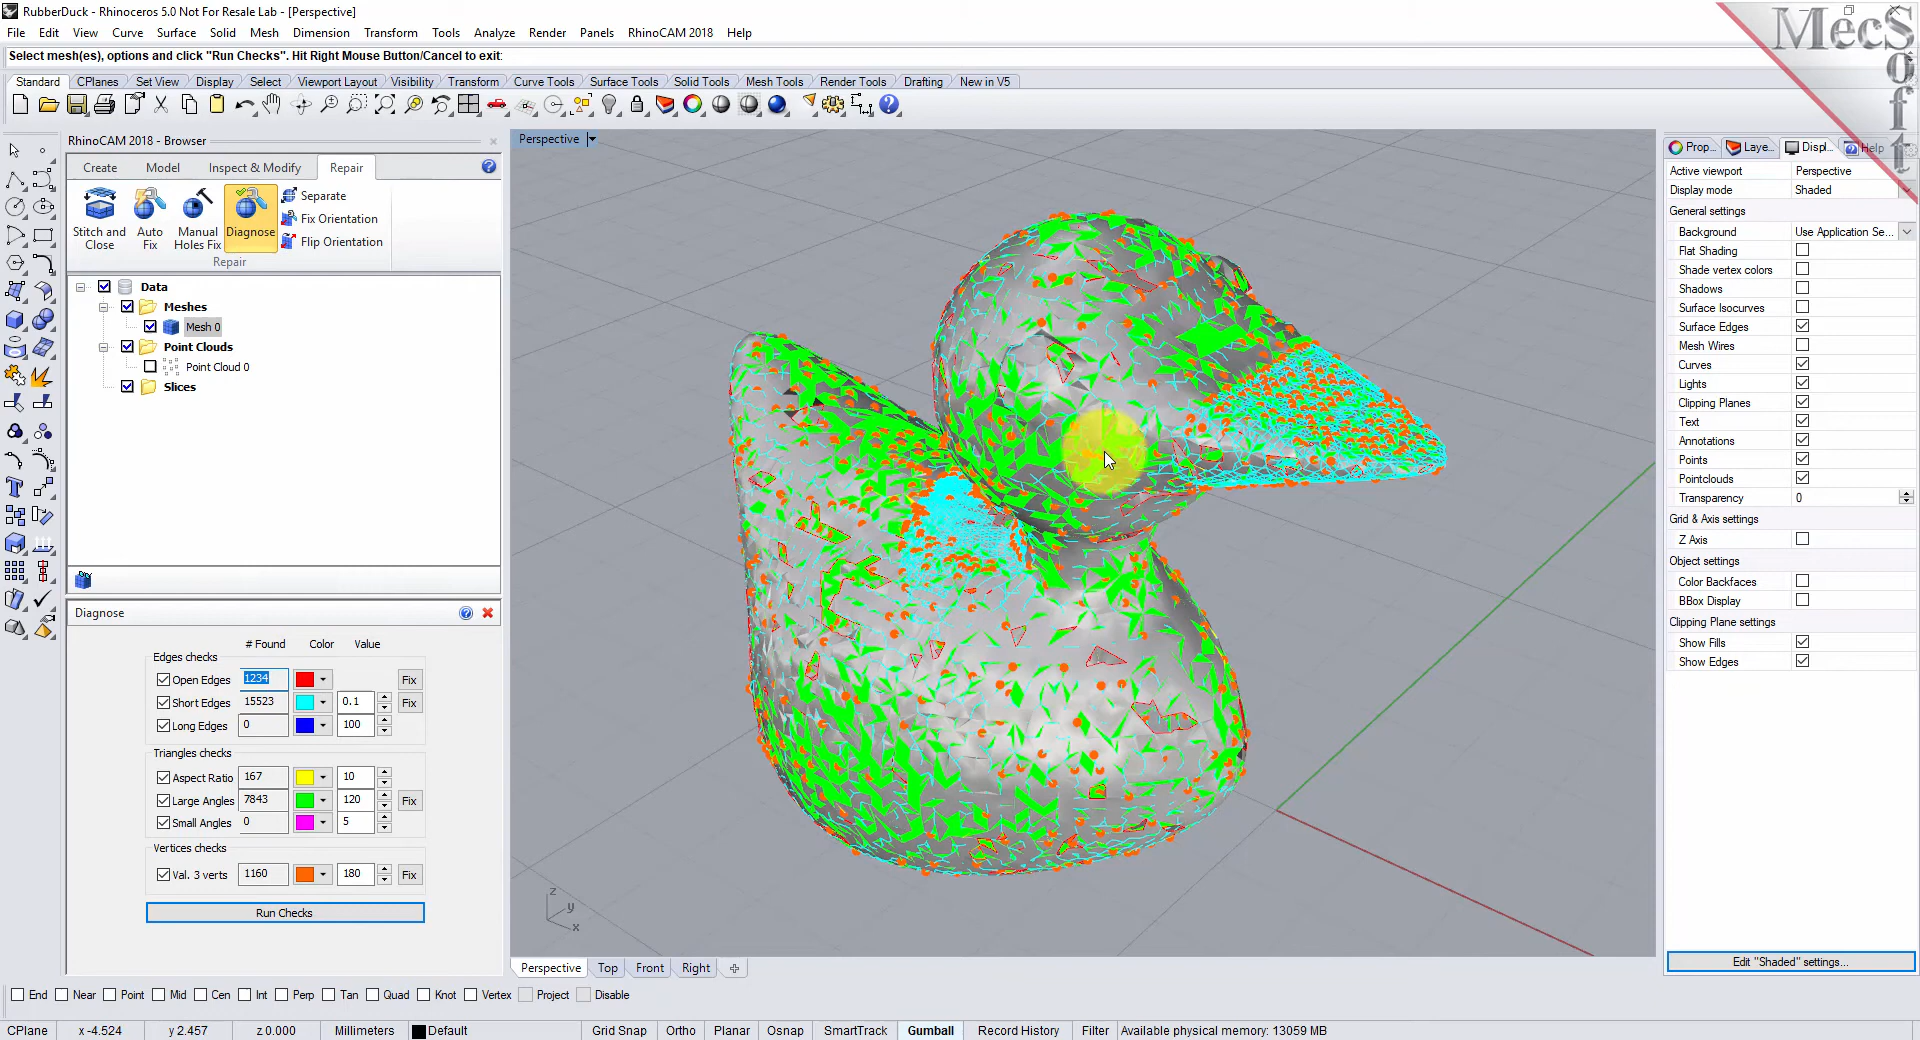 RubberDuck - Rhinoceros 5.0 Not For Resale Lab - [Perspective]
File Edit View Curve Surface Solid Mesh Dimension Transform Tools Analyze Render Panels RhinoCAM 2018 Help
Select mesh(es), options and click "Run Checks". Hit Right Mouse Button/Cancel to exit:
Standard CPlanes Set View Display Select Viewport Layout Visibility Transform Curve Tools Surface Tools Solid Tools Mesh Tools Render Tools Drafting New in V5
MecSoft
RhinoCAM 2018 - Browser
Create Model Inspect & Modify Repair
Stitch and Close
Auto Fix
Manual Holes Fix
Diagnose
Separate
Fix Orientation
Flip Orientation
Repair
Data
Meshes
Mesh 0
Point Clouds
Point Cloud 0
Slices
Diagnose
# Found Color Value
Edges checks
Open Edges 1234 Fix
Short Edges 15523 0.1 Fix
Long Edges 0 100
Triangles checks
Aspect Ratio 167 10
Large Angles 7843 120 Fix
Small Angles 0 5
Vertices checks
Val. 3 verts 1160 180 Fix
Run Checks
Perspective
z
y
x
Perspective Top Front Right
Prop... Laye... Displ... Help
Active viewport Perspective
Display mode Shaded
General settings
Background Use Application Se...
Flat Shading
Shade vertex colors
Shadows
Surface Isocurves
Surface Edges
Mesh Wires
Curves
Lights
Clipping Planes
Text
Annotations
Points
Pointclouds
Transparency 0
Grid & Axis settings
Z Axis
Object settings
Color Backfaces
BBox Display
Clipping Plane settings
Show Fills
Show Edges
Edit "Shaded" settings...
End Near Point Mid Cen Int Perp Tan Quad Knot Vertex Project Disable
CPlane x -4.524 y 2.457 z 0.000 Millimeters Default Grid Snap Ortho Planar Osnap SmartTrack Gumball Record History Filter Available physical memory: 13059 MB